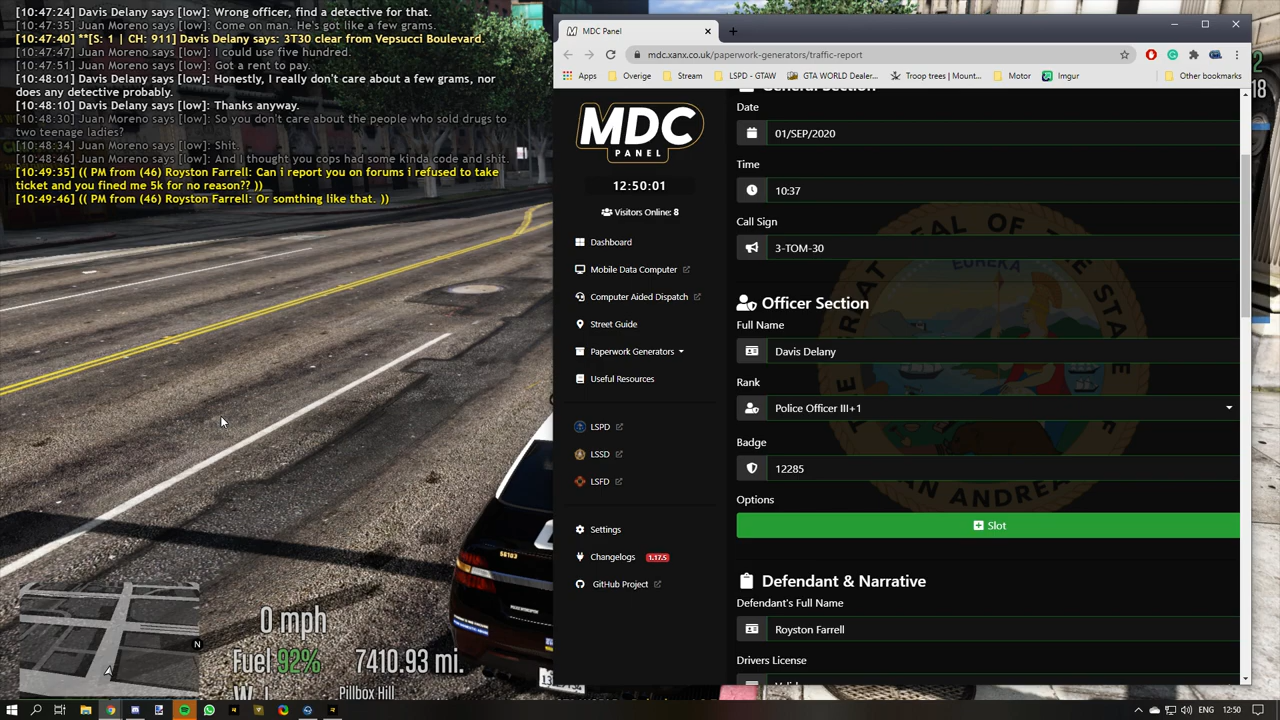 [10:47:24] Davis Delany says [low]: Wrong officer, find a detective for that.
[10:47:30] Juan Moreno says [low]: Come on man. He's got like a few grams.
[10:47:40] **[S: 1 | CH: 911] Davis Delany says: 3T30 clear from Vepsucci Boulevard.
[10:47:51] Juan Moreno says [low]: I could use five hundred.
[10:47:53] Juan Moreno says [low]: Got a rent to pay.
[10:48:01] Davis Delany says [low]: Honestly, I really don't care about a few grams, nor
does any detective probably.
[10:48:10] Davis Delany says [low]: Thanks anyway.
[10:48:30] Juan Moreno says [low]: So you don't care about the people who sold drugs to
two teenage ladies?
[10:48:34] Juan Moreno says [low]: Shit.
[10:48:46] Juan Moreno says [low]: And I thought you cops had some kinda code and shit.
[10:49:35] (( PM from (46) Royston Farrell: Can i report you on forums i refused to take
ticket and you fined me 5k for no reason?? ))
[10:49:46] (( PM from (46) Royston Farrell: Or somthing like that. ))
0 mph
Fuel 92% 7410.93 mi.
Pillbox Hill
N
MDC Panel
mdc.xanx.co.uk/paperwork-generators/traffic-report
Apps
Overige
Stream
LSPD - GTAW
GTA WORLD Dealer...
Troop trees | Mount...
Motor
Imgur
Other bookmarks
MDC
PANEL
12:50:01
Visitors Online: 8
Dashboard
Mobile Data Computer
Computer Aided Dispatch
Street Guide
Paperwork Generators
Useful Resources
LSPD
LSSD
LSFD
Settings
Changelogs 1.17.5
GitHub Project
General Section
Date
01/SEP/2020
Time
10:37
Call Sign
3-TOM-30
Officer Section
Full Name
Davis Delany
Rank
Police Officer III+1
Badge
12285
Options
Slot
Defendant & Narrative
Defendant's Full Name
Royston Farrell
Drivers License
Valid
EUREKA
ENG
12:50